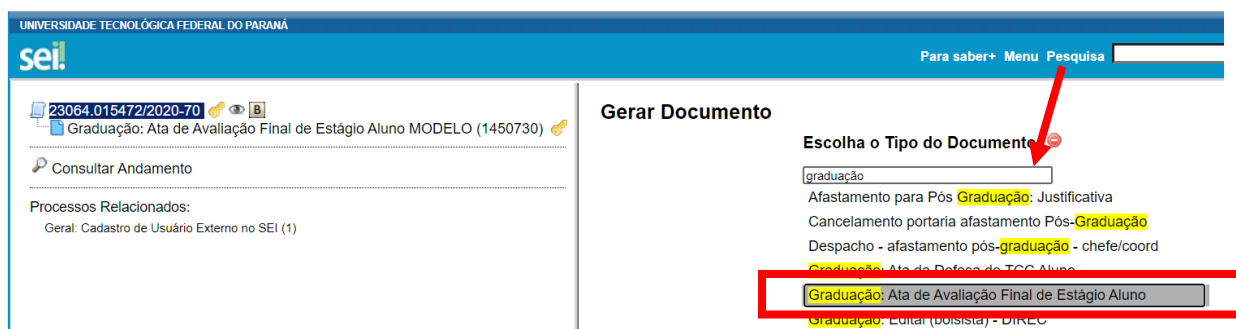 UNIVERSIDADE TECNOLÓGICA FEDERAL DO PARANÁ
sei!
Para saber+ Menu Pesquisa
23064.015472/2020-70 B
Graduação: Ata de Avaliação Final de Estágio Aluno MODELO (1450730)
Consultar Andamento
Processos Relacionados:
Geral: Cadastro de Usuário Externo no SEI (1)
Gerar Documento
Escolha o Tipo do Documento
graduação
Afastamento para Pós Graduação: Justificativa
Cancelamento portaria afastamento Pós-Graduação
Despacho - afastamento pós-graduação - chefe/coord
Graduação: Ata da Defesa de TCC Aluno
Graduação: Ata de Avaliação Final de Estágio Aluno
Graduação: Edital (bolsista) - DIREC